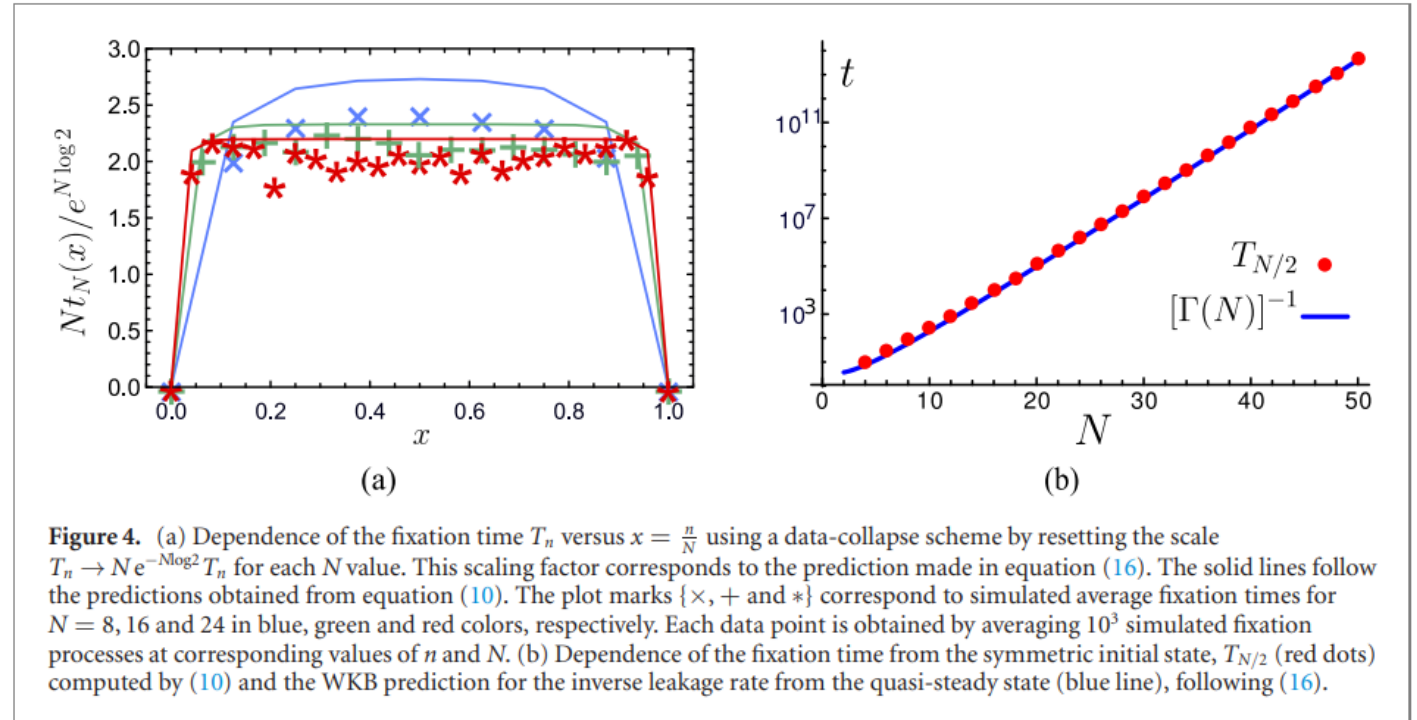 3.0
2.5
2.0
1.5
1.0
0.5
0.0
N t_N(x)/e^{N log 2}
0.0 0.2 0.4 0.6 0.8 1.0
x
(a)
t
10^11
10^7
10^3
T_{N/2}
[Γ(N)]^{-1}
0 10 20 30 40 50
N
(b)
Figure 4. (a) Dependence of the fixation time T_n versus x = n/N using a data-collapse scheme by resetting the scale
T_n → N e^{−Nlog2} T_n for each N value. This scaling factor corresponds to the prediction made in equation (16). The solid lines follow
the predictions obtained from equation (10). The plot marks {×, + and *} correspond to simulated average fixation times for
N = 8, 16 and 24 in blue, green and red colors, respectively. Each data point is obtained by averaging 10^3 simulated fixation
processes at corresponding values of n and N. (b) Dependence of the fixation time from the symmetric initial state, T_{N/2} (red dots)
computed by (10) and the WKB prediction for the inverse leakage rate from the quasi-steady state (blue line), following (16).